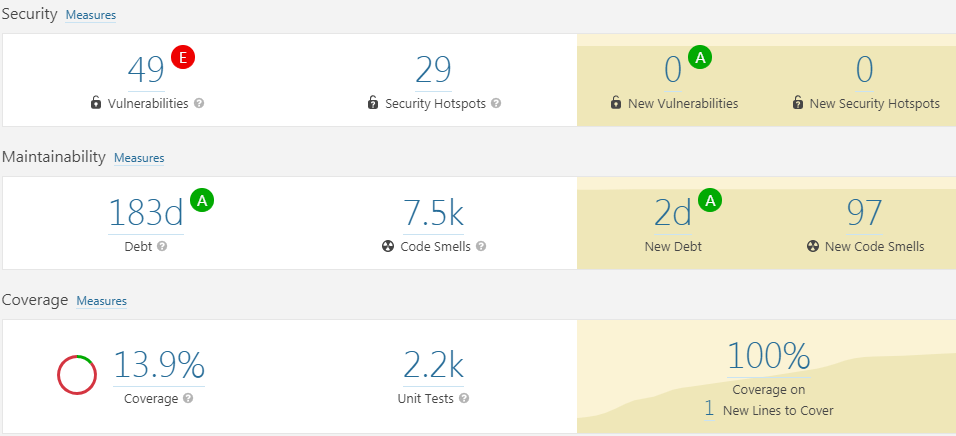 Security Measures
49 E 29 0 A 0
Vulnerabilities ? Security Hotspots ? New Vulnerabilities New Security Hotspots
Maintainability Measures
183d A 7.5k 2d A 97
Debt ? Code Smells ? New Debt New Code Smells
Coverage Measures
13.9% 2.2k 100%
Coverage ? Unit Tests ? Coverage on
1 New Lines to Cover